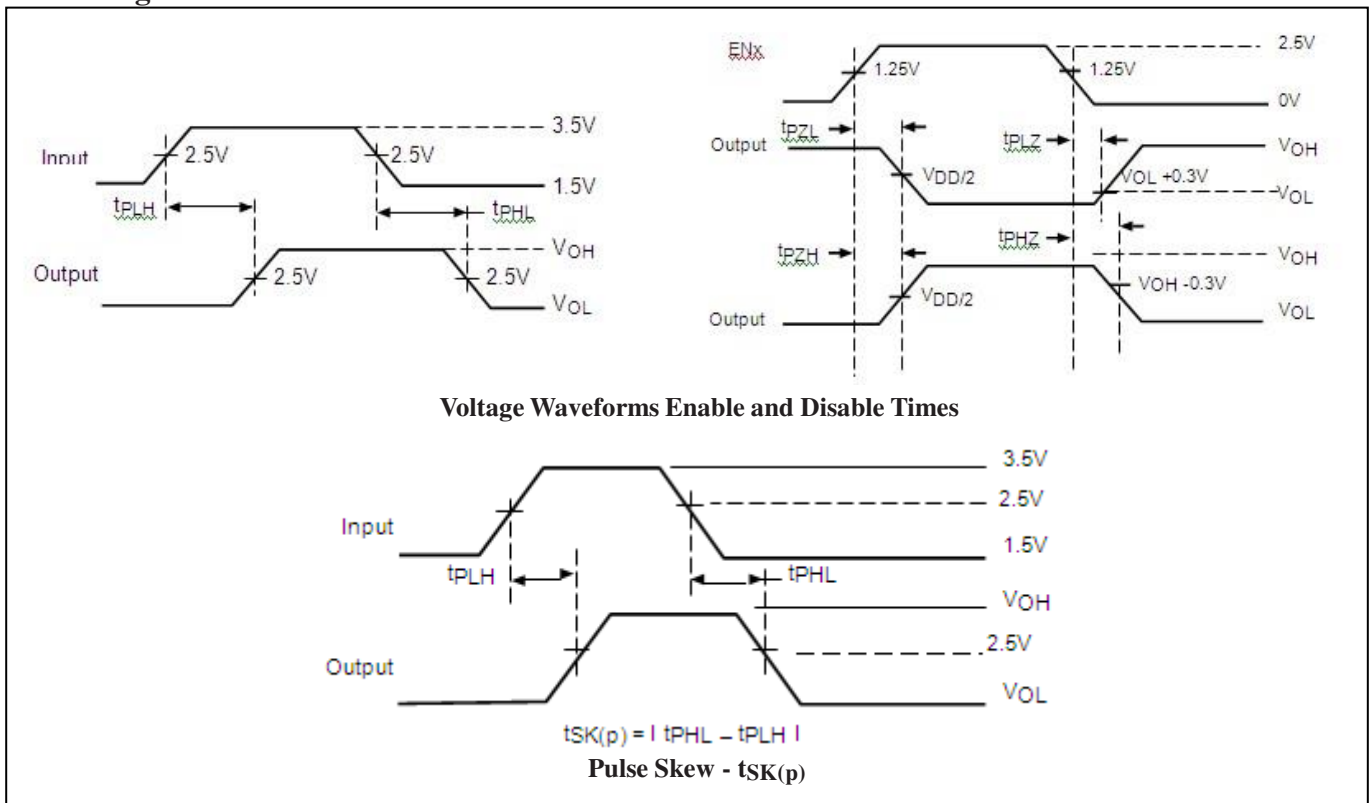 Input
2.5V
2.5V
3.5V
1.5V
tPLH
tPHL
Output
2.5V
2.5V
VOH
VOL
ENx
1.25V
1.25V
2.5V
0V
Output
tPZL
VDD/2
tPLZ
VOL +0.3V
VOH
VOL
Output
tPZH
VDD/2
tPHZ
VOH -0.3V
VOH
VOL
Voltage Waveforms Enable and Disable Times
Input
3.5V
2.5V
1.5V
tPLH
tPHL
Output
VOH
2.5V
VOL
tSK(p) = I tPHL – tPLH I
Pulse Skew - tSK(p)